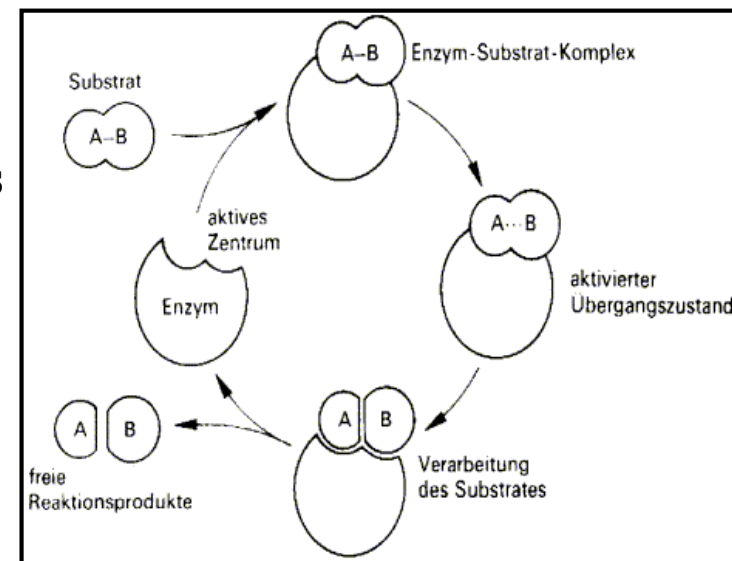 A–B
Enzym-Substrat-Komplex
Substrat
A–B
s
aktives
Zentrum
A···B
aktivierter
Übergangszustand
Enzym
A B
A B
Verarbeitung
des Substrates
freie
Reaktionsprodukte